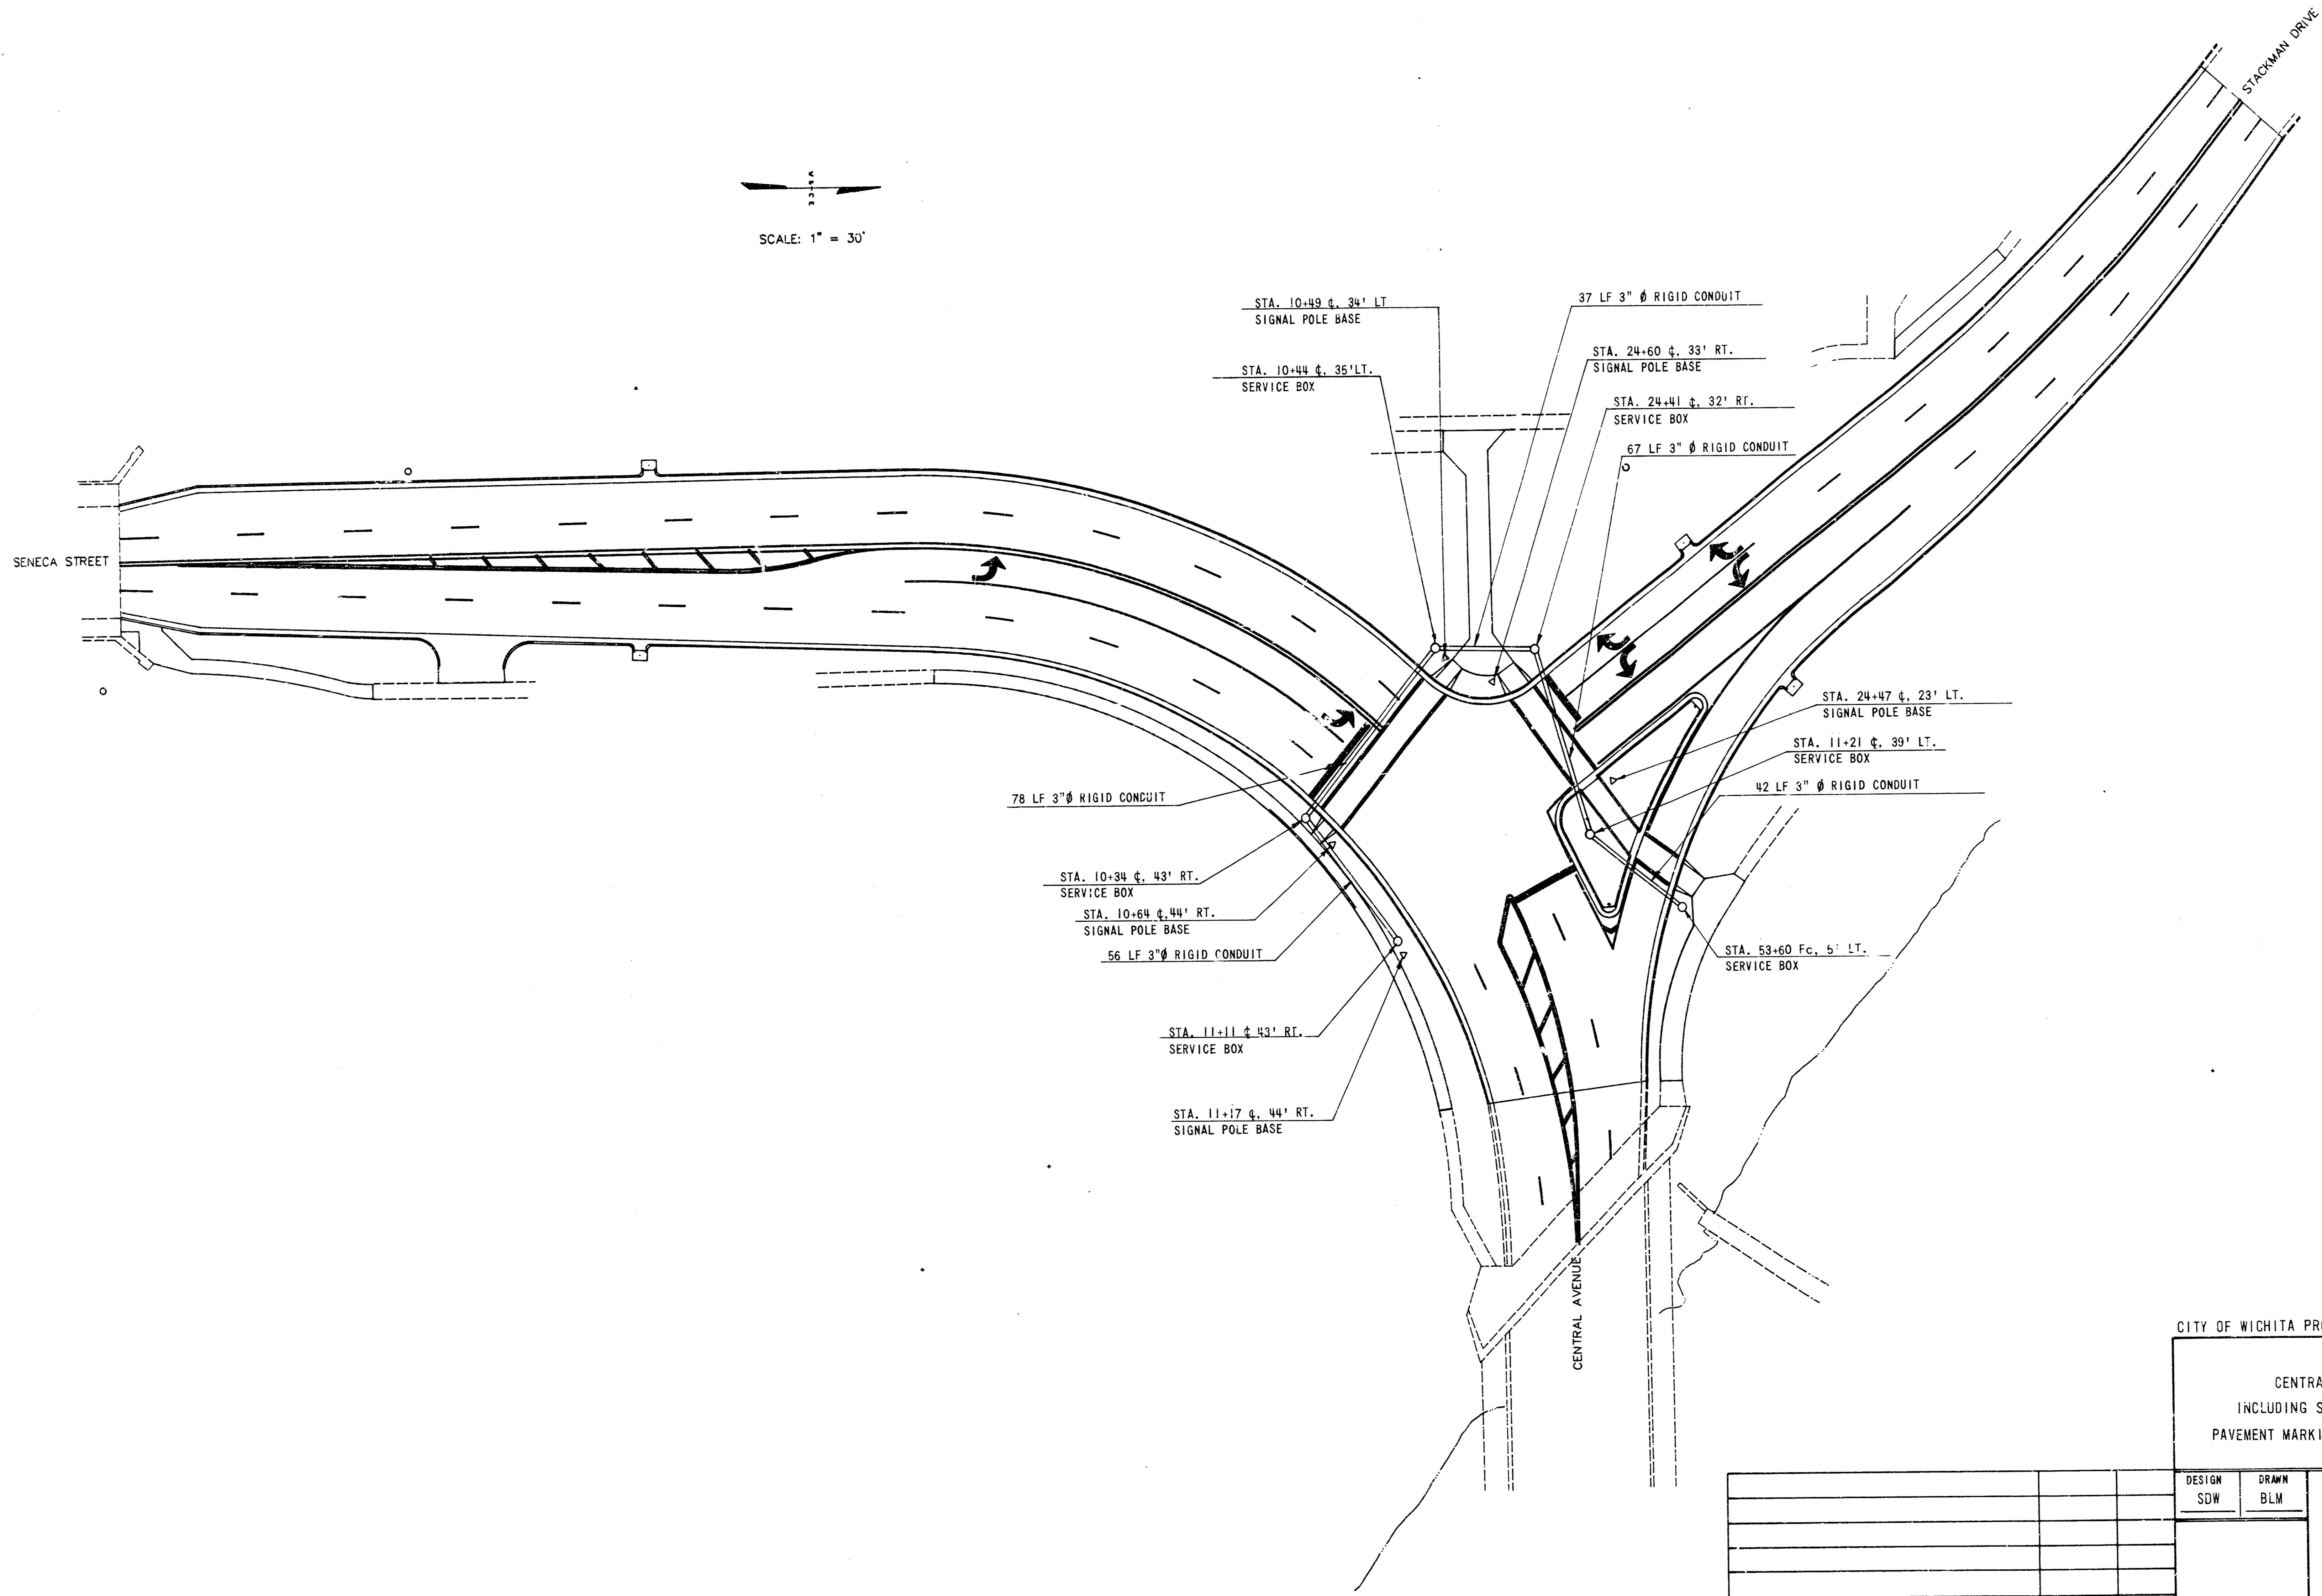 STACKMAN DRIVE
SCALE: 1" = 30'
STA. 10+49 ℄, 34' LT
SIGNAL POLE BASE
37 LF 3" Ø RIGID CONDUIT
STA. 24+60 ℄, 33' RT.
SIGNAL POLE BASE
STA. 10+44 ℄, 35'LT.
SERVICE BOX
STA. 24+41 ℄, 32' RT.
SERVICE BOX
67 LF 3" Ø RIGID CONDUIT
SENECA STREET
STA. 24+47 ℄, 23' LT.
SIGNAL POLE BASE
STA. 11+21 ℄, 39' LT.
SERVICE BOX
42 LF 3" Ø RIGID CONDUIT
78 LF 3"Ø RIGID CONDUIT
STA. 10+34 ℄, 43' RT.
SERVICE BOX
STA. 10+64 ℄,44' RT.
SIGNAL POLE BASE
56 LF 3"Ø RIGID CONDUIT
STA. 53+60 Fc, 5' LT.
SERVICE BOX
STA. 11+11 ℄ 43' RT.
SERVICE BOX
STA. 11+17 ℄, 44' RT.
SIGNAL POLE BASE
CENTRAL AVENUE
CITY OF WICHITA PR
CENTRA
INCLUDING S
PAVEMENT MARKI
DESIGN DRAWN
SDW BLM